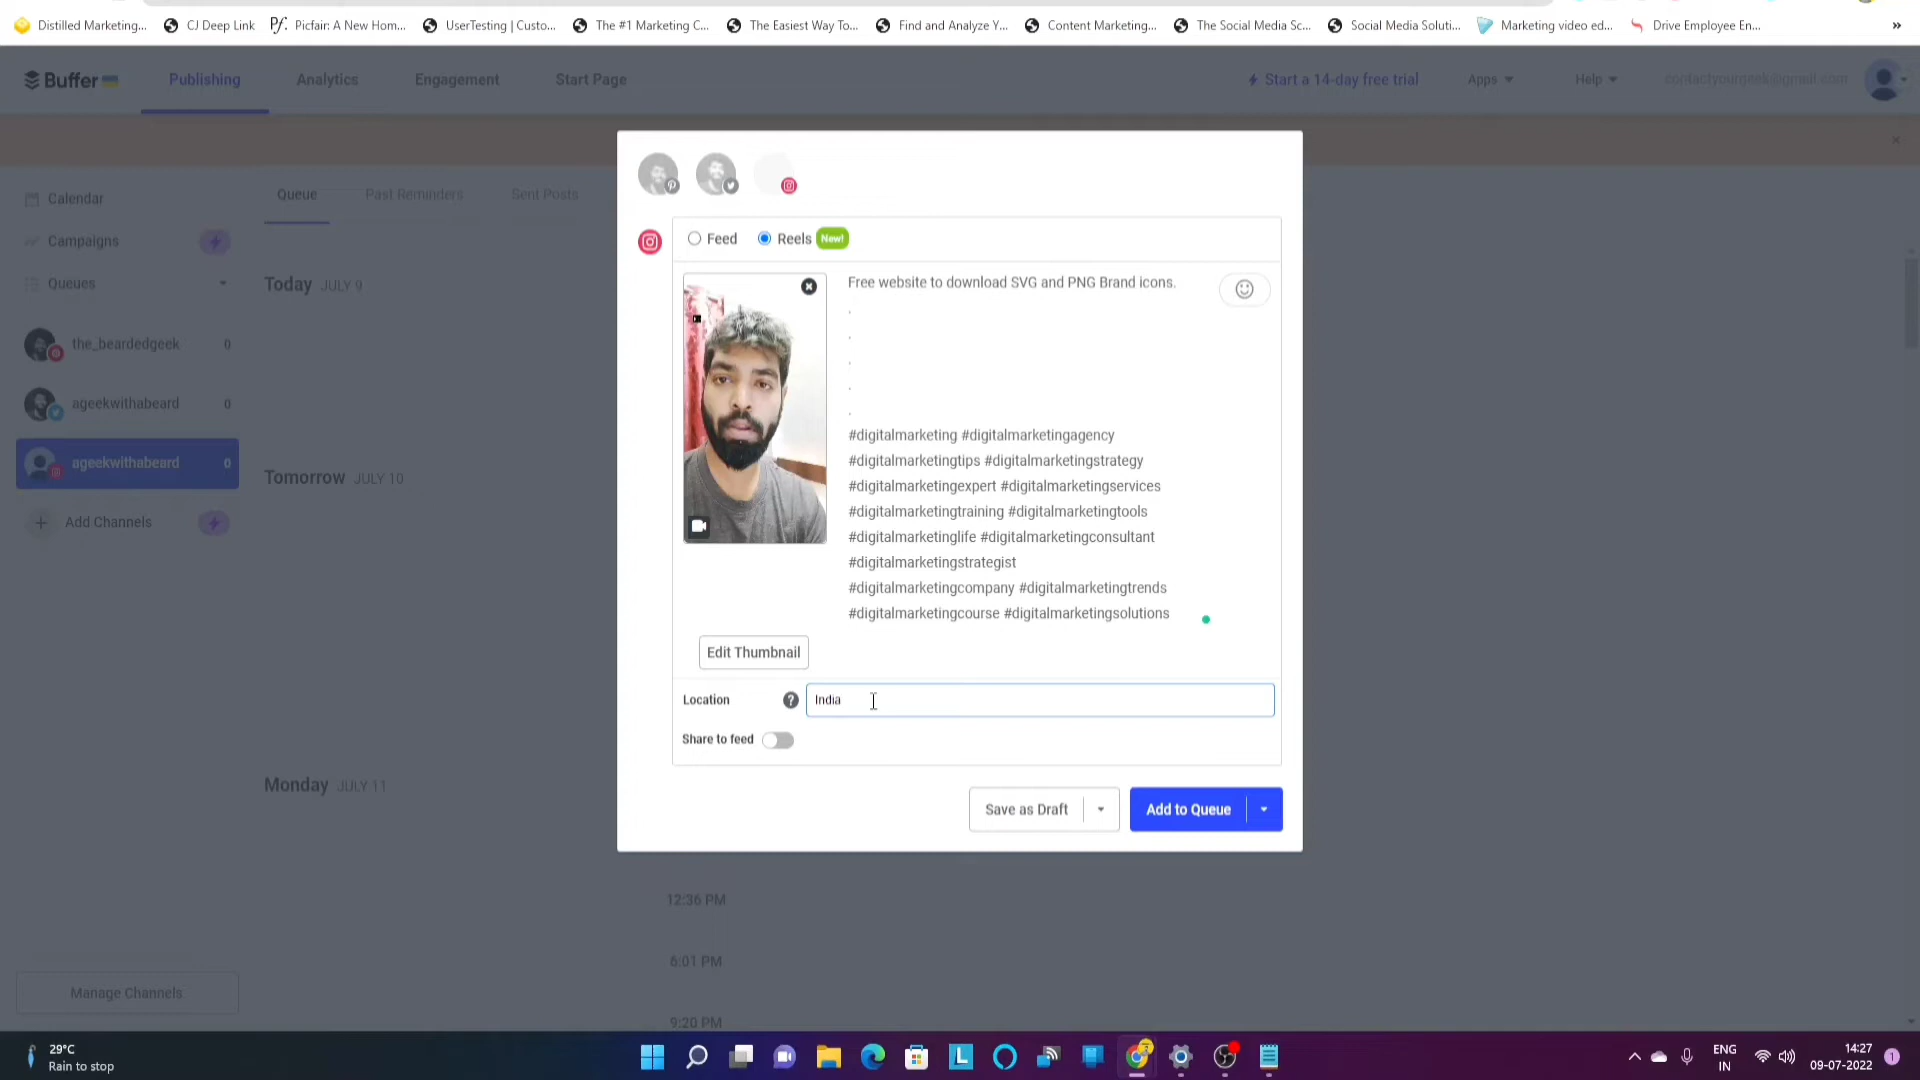 Distilled Marketing...
CJ Deep Link
Pf. Picfair: A New Hom...
UserTesting | Custo...
The #1 Marketing C...
The Easiest Way To...
Find and Analyze Y...
Content Marketing...
The Social Media Sc...
Social Media Soluti...
Marketing video ed...
Drive Employee En...
»
Buffer
Publishing
Analytics
Engagement
Start Page
Start a 14-day free trial
Apps
Help
contactyourgeek@gmail.com
Calendar
Campaigns
Queues
the_beardedgeek 0
ageekwithabeard 0
ageekwithabeard 0
Add Channels
Manage Channels
Queue
Past Reminders
Sent Posts
Today JULY 9
Tomorrow JULY 10
Monday JULY 11
12:36 PM
6:01 PM
9:20 PM
Feed
Reels New!
Free website to download SVG and PNG Brand icons.
.
.
.
.
.
#digitalmarketing #digitalmarketingagency
#digitalmarketingtips #digitalmarketingstrategy
#digitalmarketingexpert #digitalmarketingservices
#digitalmarketingtraining #digitalmarketingtools
#digitalmarketinglife #digitalmarketingconsultant
#digitalmarketingstrategist
#digitalmarketingcompany #digitalmarketingtrends
#digitalmarketingcourse #digitalmarketingsolutions
Edit Thumbnail
Location ? India
Share to feed
Save as Draft
Add to Queue
29°C
Rain to stop
L
ENG
IN
14:27
09-07-2022
1